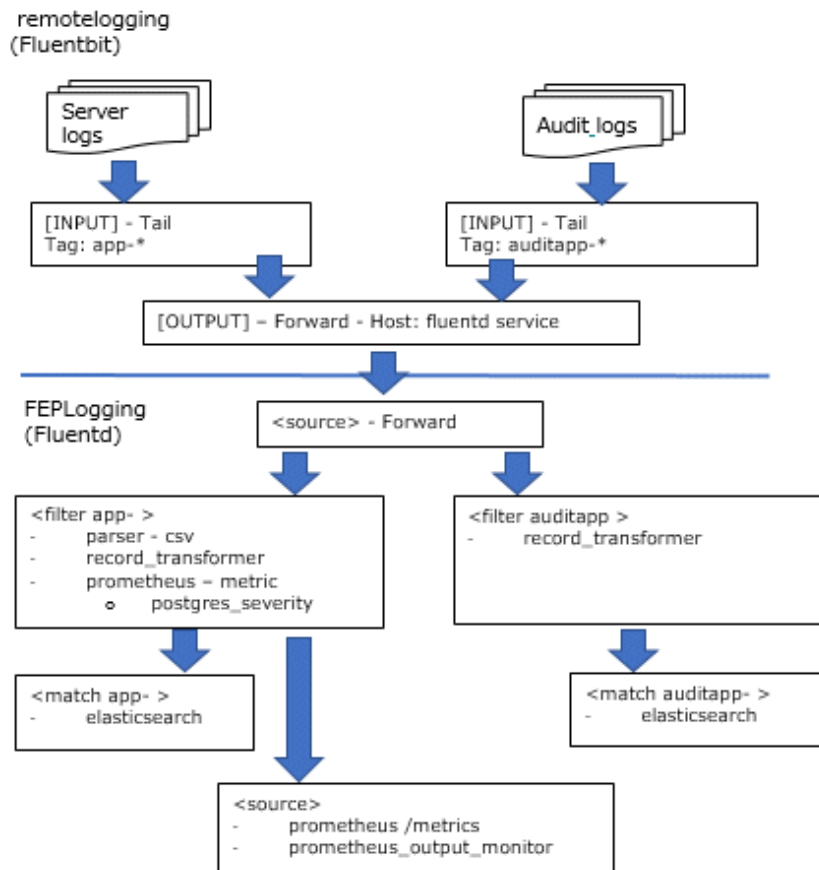 remotelogging
(Fluentbit)
Server
logs
Audit_logs
[INPUT] - Tail
Tag: app-*
[INPUT] - Tail
Tag: auditapp-*
[OUTPUT] – Forward - Host: fluentd service
FEPLogging
(Fluentd)
<source> - Forward
<filter app- >
- parser - csv
- record_transformer
- prometheus – metric
o postgres_severity
<filter auditapp >
- record_transformer
<match app- >
- elasticsearch
<match auditapp- >
- elasticsearch
<source>
- prometheus /metrics
- prometheus_output_monitor